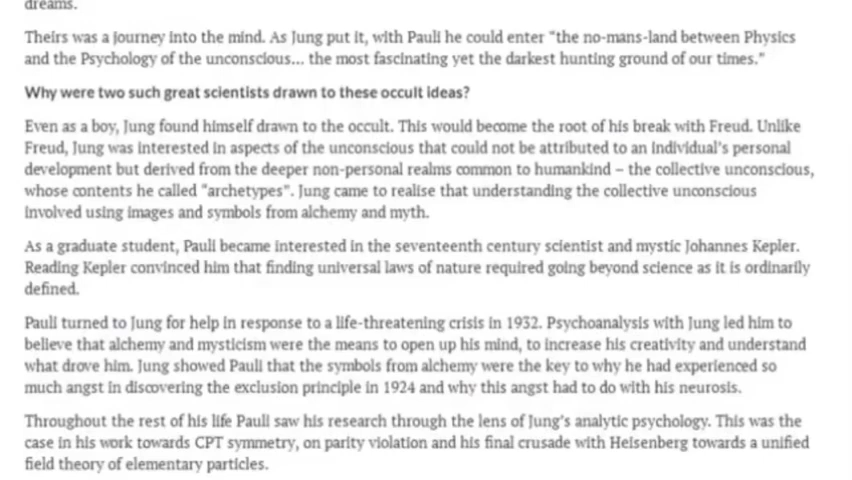 dreams.
Theirs was a journey into the mind. As Jung put it, with Pauli he could enter "the no-mans-land between Physics
and the Psychology of the unconscious... the most fascinating yet the darkest hunting ground of our times."
Why were two such great scientists drawn to these occult ideas?
Even as a boy, Jung found himself drawn to the occult. This would become the root of his break with Freud. Unlike
Freud, Jung was interested in aspects of the unconscious that could not be attributed to an individual's personal
development but derived from the deeper non-personal realms common to humankind – the collective unconscious,
whose contents he called "archetypes". Jung came to realise that understanding the collective unconscious
involved using images and symbols from alchemy and myth.
As a graduate student, Pauli became interested in the seventeenth century scientist and mystic Johannes Kepler.
Reading Kepler convinced him that finding universal laws of nature required going beyond science as it is ordinarily
defined.
Pauli turned to Jung for help in response to a life-threatening crisis in 1932. Psychoanalysis with Jung led him to
believe that alchemy and mysticism were the means to open up his mind, to increase his creativity and understand
what drove him. Jung showed Pauli that the symbols from alchemy were the key to why he had experienced so
much angst in discovering the exclusion principle in 1924 and why this angst had to do with his neurosis.
Throughout the rest of his life Pauli saw his research through the lens of Jung's analytic psychology. This was the
case in his work towards CPT symmetry, on parity violation and his final crusade with Heisenberg towards a unified
field theory of elementary particles.